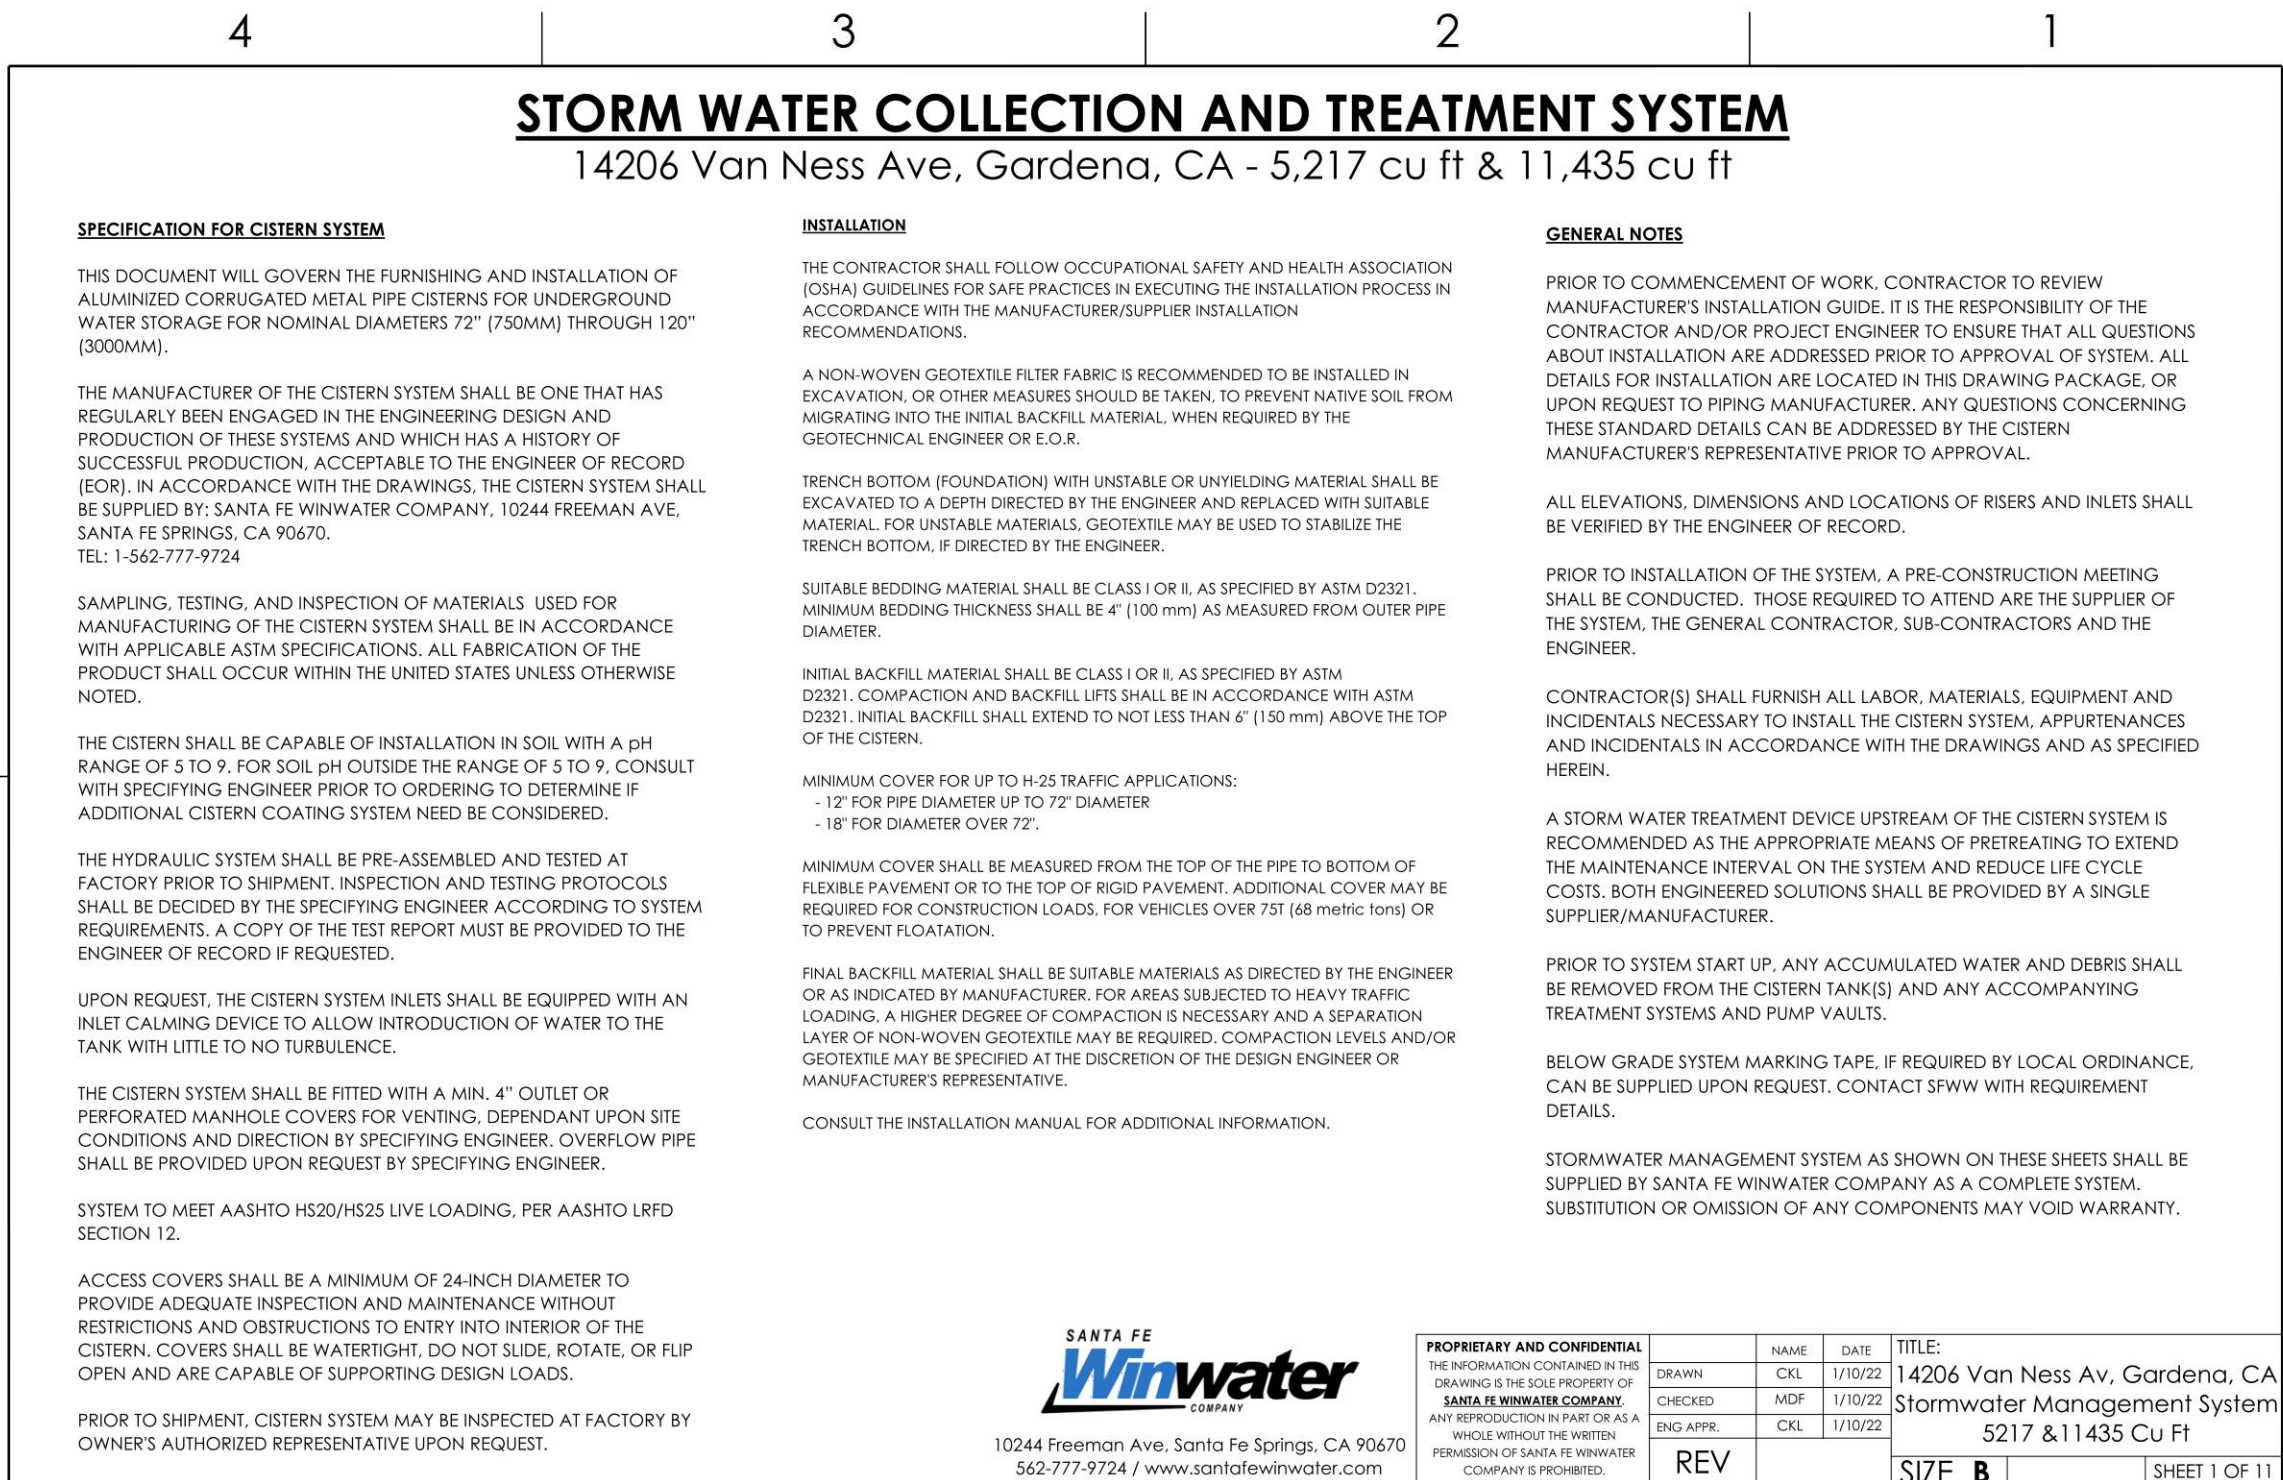 4 3 2 1
STORM WATER COLLECTION AND TREATMENT SYSTEM
14206 Van Ness Ave, Gardena, CA - 5,217 cu ft & 11,435 cu ft
SPECIFICATION FOR CISTERN SYSTEM
THIS DOCUMENT WILL GOVERN THE FURNISHING AND INSTALLATION OF
ALUMINIZED CORRUGATED METAL PIPE CISTERNS FOR UNDERGROUND
WATER STORAGE FOR NOMINAL DIAMETERS 72" (750MM) THROUGH 120"
(3000MM).
THE MANUFACTURER OF THE CISTERN SYSTEM SHALL BE ONE THAT HAS
REGULARLY BEEN ENGAGED IN THE ENGINEERING DESIGN AND
PRODUCTION OF THESE SYSTEMS AND WHICH HAS A HISTORY OF
SUCCESSFUL PRODUCTION, ACCEPTABLE TO THE ENGINEER OF RECORD
(EOR). IN ACCORDANCE WITH THE DRAWINGS, THE CISTERN SYSTEM SHALL
BE SUPPLIED BY: SANTA FE WINWATER COMPANY, 10244 FREEMAN AVE,
SANTA FE SPRINGS, CA 90670.
TEL: 1-562-777-9724
SAMPLING, TESTING, AND INSPECTION OF MATERIALS USED FOR
MANUFACTURING OF THE CISTERN SYSTEM SHALL BE IN ACCORDANCE
WITH APPLICABLE ASTM SPECIFICATIONS. ALL FABRICATION OF THE
PRODUCT SHALL OCCUR WITHIN THE UNITED STATES UNLESS OTHERWISE
NOTED.
THE CISTERN SHALL BE CAPABLE OF INSTALLATION IN SOIL WITH A pH
RANGE OF 5 TO 9. FOR SOIL pH OUTSIDE THE RANGE OF 5 TO 9, CONSULT
WITH SPECIFYING ENGINEER PRIOR TO ORDERING TO DETERMINE IF
ADDITIONAL CISTERN COATING SYSTEM NEED BE CONSIDERED.
THE HYDRAULIC SYSTEM SHALL BE PRE-ASSEMBLED AND TESTED AT
FACTORY PRIOR TO SHIPMENT. INSPECTION AND TESTING PROTOCOLS
SHALL BE DECIDED BY THE SPECIFYING ENGINEER ACCORDING TO SYSTEM
REQUIREMENTS. A COPY OF THE TEST REPORT MUST BE PROVIDED TO THE
ENGINEER OF RECORD IF REQUESTED.
UPON REQUEST, THE CISTERN SYSTEM INLETS SHALL BE EQUIPPED WITH AN
INLET CALMING DEVICE TO ALLOW INTRODUCTION OF WATER TO THE
TANK WITH LITTLE TO NO TURBULENCE.
THE CISTERN SYSTEM SHALL BE FITTED WITH A MIN. 4" OUTLET OR
PERFORATED MANHOLE COVERS FOR VENTING, DEPENDANT UPON SITE
CONDITIONS AND DIRECTION BY SPECIFYING ENGINEER. OVERFLOW PIPE
SHALL BE PROVIDED UPON REQUEST BY SPECIFYING ENGINEER.
SYSTEM TO MEET AASHTO HS20/HS25 LIVE LOADING, PER AASHTO LRFD
SECTION 12.
ACCESS COVERS SHALL BE A MINIMUM OF 24-INCH DIAMETER TO
PROVIDE ADEQUATE INSPECTION AND MAINTENANCE WITHOUT
RESTRICTIONS AND OBSTRUCTIONS TO ENTRY INTO INTERIOR OF THE
CISTERN. COVERS SHALL BE WATERTIGHT, DO NOT SLIDE, ROTATE, OR FLIP
OPEN AND ARE CAPABLE OF SUPPORTING DESIGN LOADS.
PRIOR TO SHIPMENT, CISTERN SYSTEM MAY BE INSPECTED AT FACTORY BY
OWNER'S AUTHORIZED REPRESENTATIVE UPON REQUEST.
INSTALLATION
THE CONTRACTOR SHALL FOLLOW OCCUPATIONAL SAFETY AND HEALTH ASSOCIATION
(OSHA) GUIDELINES FOR SAFE PRACTICES IN EXECUTING THE INSTALLATION PROCESS IN
ACCORDANCE WITH THE MANUFACTURER/SUPPLIER INSTALLATION
RECOMMENDATIONS.
A NON-WOVEN GEOTEXTILE FILTER FABRIC IS RECOMMENDED TO BE INSTALLED IN
EXCAVATION, OR OTHER MEASURES SHOULD BE TAKEN, TO PREVENT NATIVE SOIL FROM
MIGRATING INTO THE INITIAL BACKFILL MATERIAL, WHEN REQUIRED BY THE
GEOTECHNICAL ENGINEER OR E.O.R.
TRENCH BOTTOM (FOUNDATION) WITH UNSTABLE OR UNYIELDING MATERIAL SHALL BE
EXCAVATED TO A DEPTH DIRECTED BY THE ENGINEER AND REPLACED WITH SUITABLE
MATERIAL. FOR UNSTABLE MATERIALS, GEOTEXTILE MAY BE USED TO STABILIZE THE
TRENCH BOTTOM, IF DIRECTED BY THE ENGINEER.
SUITABLE BEDDING MATERIAL SHALL BE CLASS I OR II, AS SPECIFIED BY ASTM D2321.
MINIMUM BEDDING THICKNESS SHALL BE 4" (100 mm) AS MEASURED FROM OUTER PIPE
DIAMETER.
INITIAL BACKFILL MATERIAL SHALL BE CLASS I OR II, AS SPECIFIED BY ASTM
D2321. COMPACTION AND BACKFILL LIFTS SHALL BE IN ACCORDANCE WITH ASTM
D2321. INITIAL BACKFILL SHALL EXTEND TO NOT LESS THAN 6" (150 mm) ABOVE THE TOP
OF THE CISTERN.
MINIMUM COVER FOR UP TO H-25 TRAFFIC APPLICATIONS:
- 12" FOR PIPE DIAMETER UP TO 72" DIAMETER
- 18" FOR DIAMETER OVER 72".
MINIMUM COVER SHALL BE MEASURED FROM THE TOP OF THE PIPE TO BOTTOM OF
FLEXIBLE PAVEMENT OR TO THE TOP OF RIGID PAVEMENT. ADDITIONAL COVER MAY BE
REQUIRED FOR CONSTRUCTION LOADS, FOR VEHICLES OVER 75T (68 metric tons) OR
TO PREVENT FLOATATION.
FINAL BACKFILL MATERIAL SHALL BE SUITABLE MATERIALS AS DIRECTED BY THE ENGINEER
OR AS INDICATED BY MANUFACTURER. FOR AREAS SUBJECTED TO HEAVY TRAFFIC
LOADING, A HIGHER DEGREE OF COMPACTION IS NECESSARY AND A SEPARATION
LAYER OF NON-WOVEN GEOTEXTILE MAY BE REQUIRED. COMPACTION LEVELS AND/OR
GEOTEXTILE MAY BE SPECIFIED AT THE DISCRETION OF THE DESIGN ENGINEER OR
MANUFACTURER'S REPRESENTATIVE.
CONSULT THE INSTALLATION MANUAL FOR ADDITIONAL INFORMATION.
GENERAL NOTES
PRIOR TO COMMENCEMENT OF WORK, CONTRACTOR TO REVIEW
MANUFACTURER'S INSTALLATION GUIDE. IT IS THE RESPONSIBILITY OF THE
CONTRACTOR AND/OR PROJECT ENGINEER TO ENSURE THAT ALL QUESTIONS
ABOUT INSTALLATION ARE ADDRESSED PRIOR TO APPROVAL OF SYSTEM. ALL
DETAILS FOR INSTALLATION ARE LOCATED IN THIS DRAWING PACKAGE, OR
UPON REQUEST TO PIPING MANUFACTURER. ANY QUESTIONS CONCERNING
THESE STANDARD DETAILS CAN BE ADDRESSED BY THE CISTERN
MANUFACTURER'S REPRESENTATIVE PRIOR TO APPROVAL.
ALL ELEVATIONS, DIMENSIONS AND LOCATIONS OF RISERS AND INLETS SHALL
BE VERIFIED BY THE ENGINEER OF RECORD.
PRIOR TO INSTALLATION OF THE SYSTEM, A PRE-CONSTRUCTION MEETING
SHALL BE CONDUCTED. THOSE REQUIRED TO ATTEND ARE THE SUPPLIER OF
THE SYSTEM, THE GENERAL CONTRACTOR, SUB-CONTRACTORS AND THE
ENGINEER.
CONTRACTOR(S) SHALL FURNISH ALL LABOR, MATERIALS, EQUIPMENT AND
INCIDENTALS NECESSARY TO INSTALL THE CISTERN SYSTEM, APPURTENANCES
AND INCIDENTALS IN ACCORDANCE WITH THE DRAWINGS AND AS SPECIFIED
HEREIN.
A STORM WATER TREATMENT DEVICE UPSTREAM OF THE CISTERN SYSTEM IS
RECOMMENDED AS THE APPROPRIATE MEANS OF PRETREATING TO EXTEND
THE MAINTENANCE INTERVAL ON THE SYSTEM AND REDUCE LIFE CYCLE
COSTS. BOTH ENGINEERED SOLUTIONS SHALL BE PROVIDED BY A SINGLE
SUPPLIER/MANUFACTURER.
PRIOR TO SYSTEM START UP, ANY ACCUMULATED WATER AND DEBRIS SHALL
BE REMOVED FROM THE CISTERN TANK(S) AND ANY ACCOMPANYING
TREATMENT SYSTEMS AND PUMP VAULTS.
BELOW GRADE SYSTEM MARKING TAPE, IF REQUIRED BY LOCAL ORDINANCE,
CAN BE SUPPLIED UPON REQUEST. CONTACT SFWW WITH REQUIREMENT
DETAILS.
STORMWATER MANAGEMENT SYSTEM AS SHOWN ON THESE SHEETS SHALL BE
SUPPLIED BY SANTA FE WINWATER COMPANY AS A COMPLETE SYSTEM.
SUBSTITUTION OR OMISSION OF ANY COMPONENTS MAY VOID WARRANTY.
SANTA FE
Winwater
COMPANY
10244 Freeman Ave, Santa Fe Springs, CA 90670
562-777-9724 / www.santafewinwater.com
PROPRIETARY AND CONFIDENTIAL
THE INFORMATION CONTAINED IN THIS
DRAWING IS THE SOLE PROPERTY OF
SANTA FE WINWATER COMPANY.
ANY REPRODUCTION IN PART OR AS A
WHOLE WITHOUT THE WRITTEN
PERMISSION OF SANTA FE WINWATER
COMPANY IS PROHIBITED.
NAME DATE
DRAWN CKL 1/10/22
CHECKED MDF 1/10/22
ENG APPR. CKL 1/10/22
REV
TITLE:
14206 Van Ness Av, Gardena, CA
Stormwater Management System
5217 &11435 Cu Ft
SIZE B
SHEET 1 OF 11